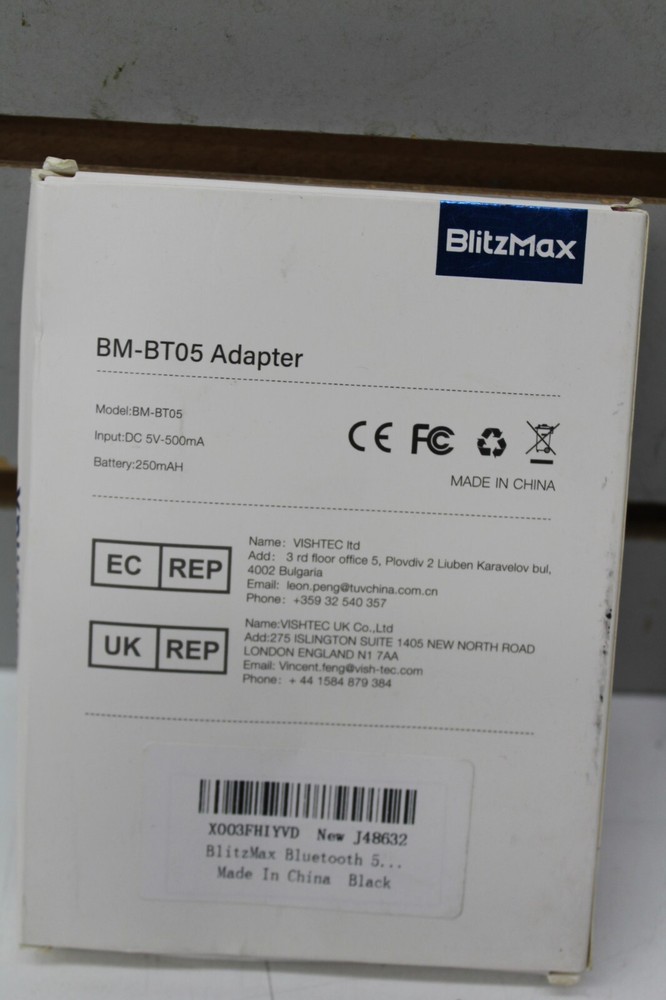 BlitzMax
BM-BT05 Adapter
Model:BM-BT05
Input:DC 5V-500mA
Battery:250mAH
CE FC
MADE IN CHINA
EC REP
Name: VISHTEC ltd
Add: 3 rd floor office 5, Plovdiv 2 Liuben Karavelov bul,
4002 Bulgaria
Email: leon.peng@tuvchina.com.cn
Phone: +359 32 540 357
UK REP
Name:VISHTEC UK Co.,Ltd
Add:275 ISLINGTON SUITE 1405 NEW NORTH ROAD
LONDON ENGLAND N1 7AA
Email: Vincent.feng@vish-tec.com
Phone: + 44 1584 879 384
X003FHIYVD New J48632
BlitzMax Bluetooth 5...
Made In China Black